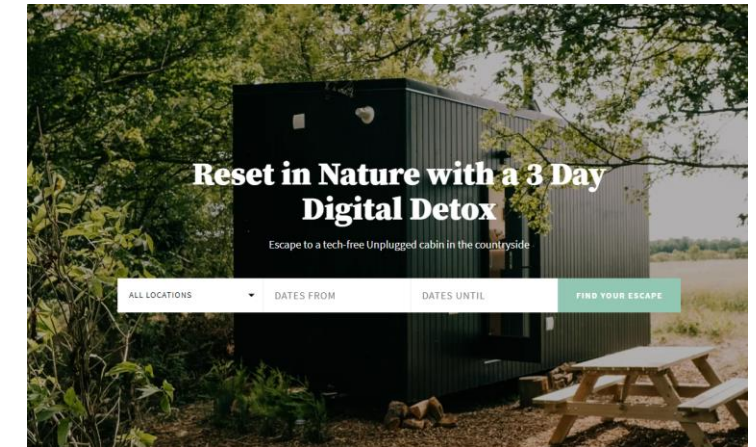 Reset in Nature with a 3 Day
Digital Detox
Escape to a tech-free Unplugged cabin in the countryside
ALL LOCATIONS DATES FROM DATES UNTIL FIND YOUR ESCAPE